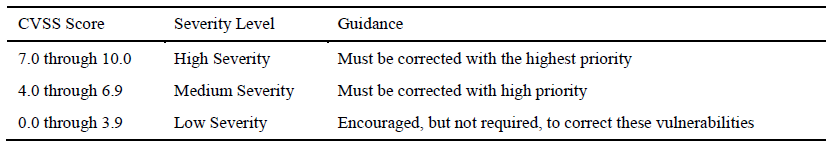 CVSS Score Severity Level Guidance
7.0 through 10.0 High Severity Must be corrected with the highest priority
4.0 through 6.9 Medium Severity Must be corrected with high priority
0.0 through 3.9 Low Severity Encouraged, but not required, to correct these vulnerabilities